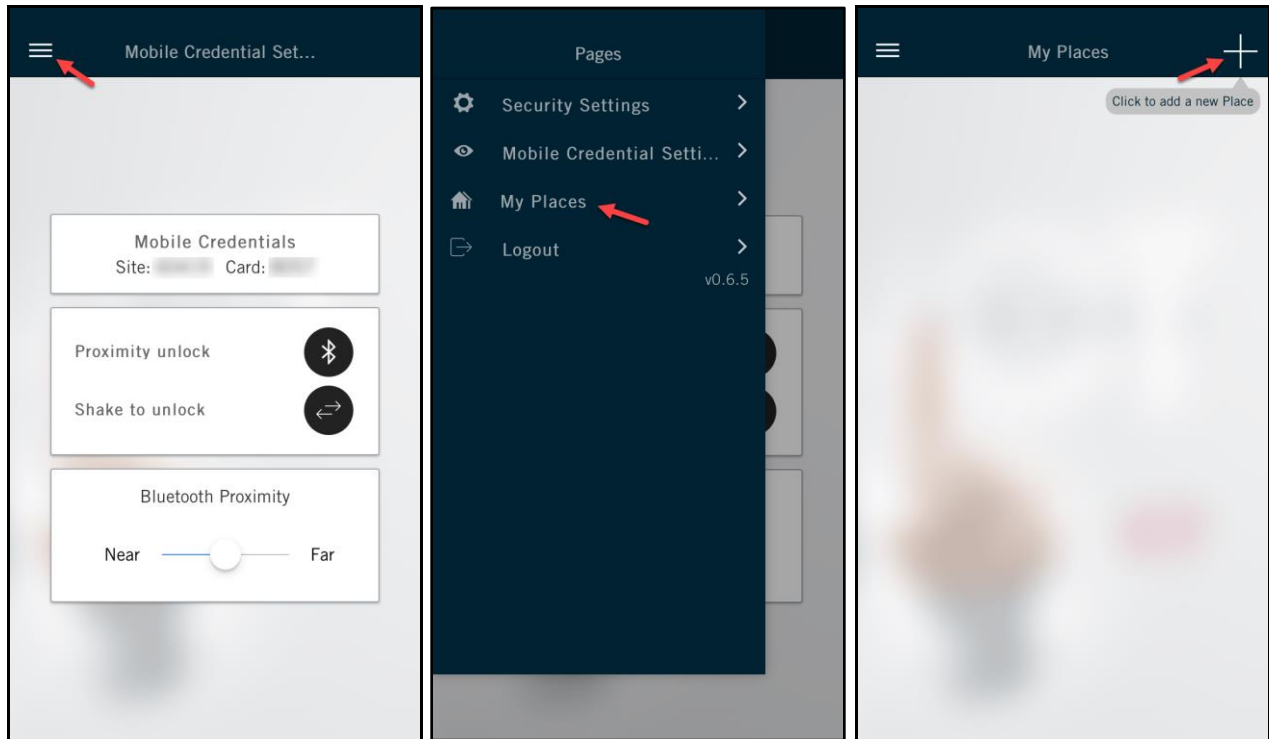 Mobile Credential Set...
Mobile Credentials
Site: Card:
Proximity unlock
Shake to unlock
Bluetooth Proximity
Near Far
Pages
Security Settings
Mobile Credential Setti...
My Places
Logout
v0.6.5
My Places
Click to add a new Place